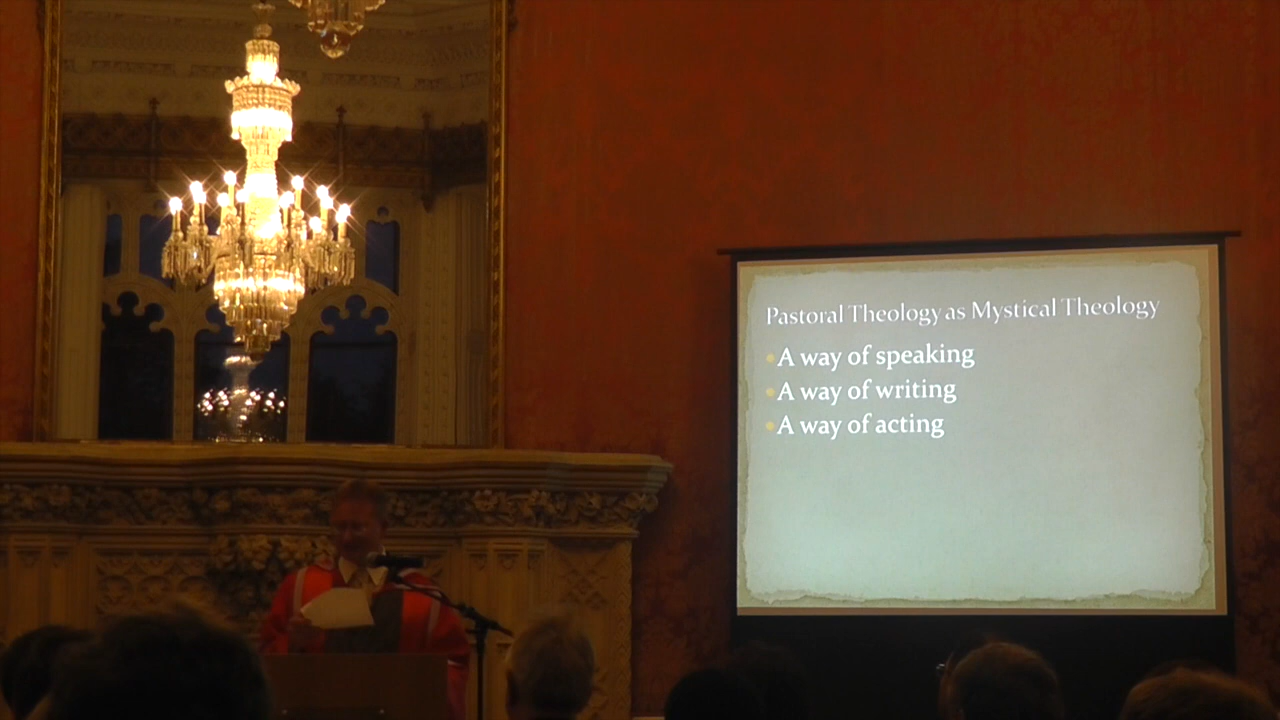 Pastoral Theology as Mystical Theology
A way of speaking
A way of writing
A way of acting